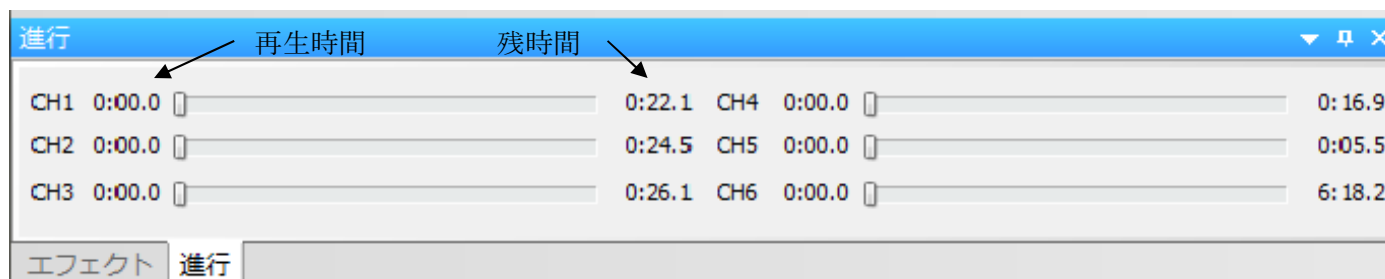 進行 再生時間 残時間
CH1 0:00.0 0:22.1 CH4 0:00.0 0:16.9
CH2 0:00.0 0:24.5 CH5 0:00.0 0:05.5
CH3 0:00.0 0:26.1 CH6 0:00.0 6:18.2
エフェクト 進行